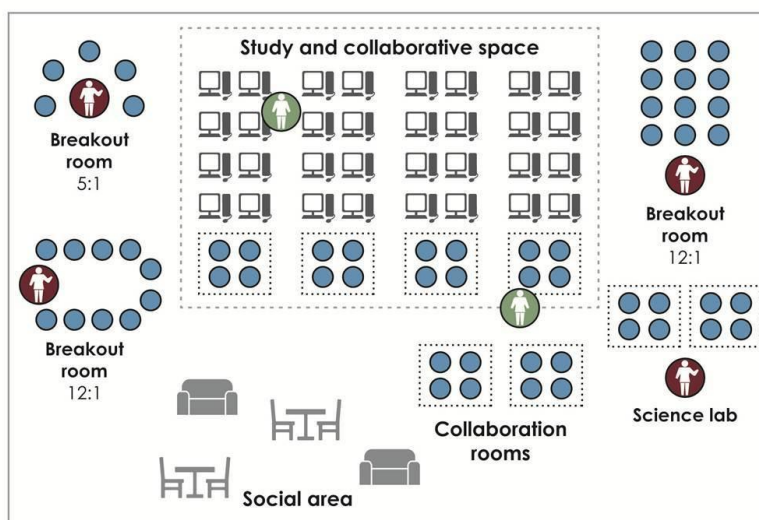 Study and collaborative space
Breakout
room
5:1
Breakout
room
12:1
Breakout
room
12:1
Science lab
Collaboration
rooms
Social area